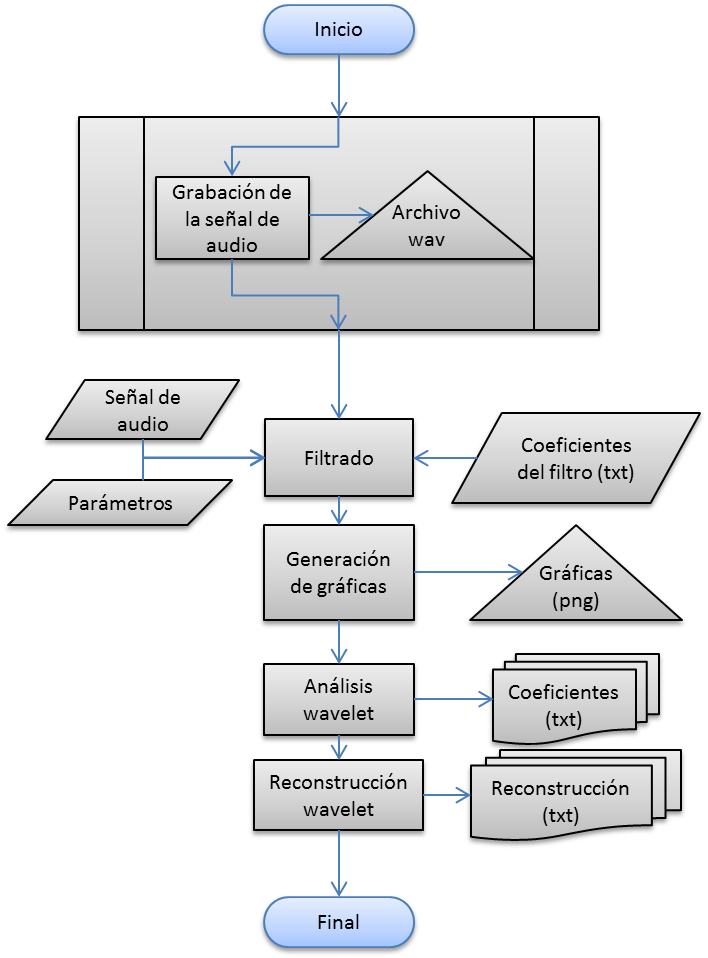 Inicio
Grabación de
la señal de
audio
Archivo
wav
Señal de
audio
Parámetros
Filtrado
Coeficientes
del filtro (txt)
Generación
de gráficas
Gráficas
(png)
Análisis
wavelet
Coeficientes
(txt)
Reconstrucción
wavelet
Reconstrucción
(txt)
Final